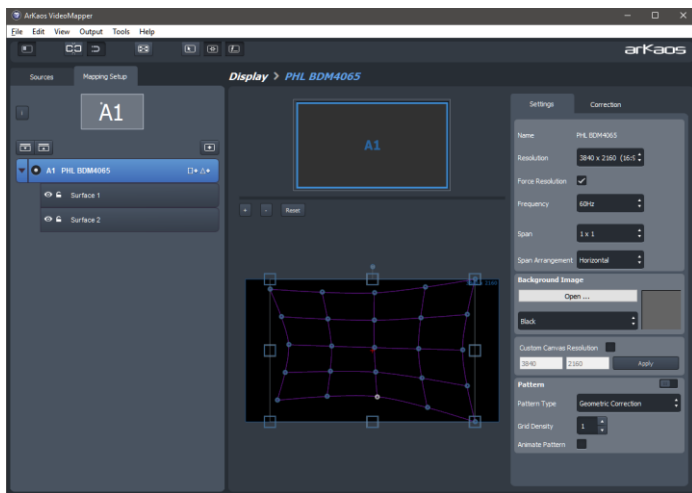 ArKaos VideoMapper
File Edit View Output Tools Help
arKaos
Sources Mapping Setup
Display > PHL BDM4065
A1
A1 PHL BDM4065
Surface 1
Surface 2
A1
+ - Reset
Settings Correction
Name PHL BDM4065
Resolution 3840 x 2160 (16:9
Force Resolution
Frequency 60Hz
Span 1 x 1
Span Arrangement Horizontal
Background Image
Open ...
Black
Custom Canvas Resolution
3840 2160 Apply
Pattern
Pattern Type Geometric Correction
Grid Density 1
Animate Pattern